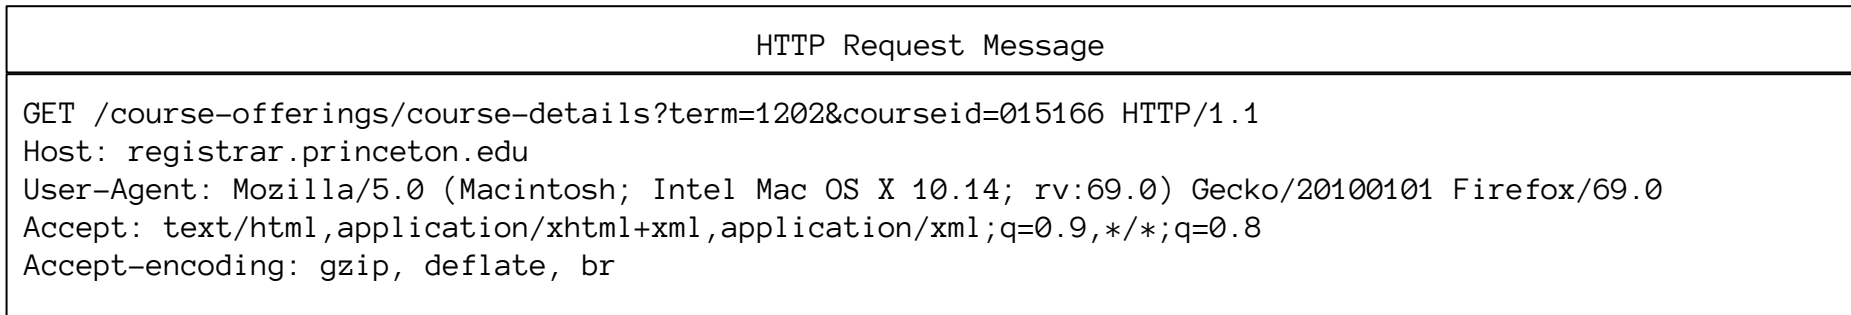 HTTP Request Message
GET /course-offerings/course-details?term=1202&courseid=015166 HTTP/1.1
Host: registrar.princeton.edu
User-Agent: Mozilla/5.0 (Macintosh; Intel Mac OS X 10.14; rv:69.0) Gecko/20100101 Firefox/69.0
Accept: text/html,application/xhtml+xml,application/xml;q=0.9,*/*;q=0.8
Accept-encoding: gzip, deflate, br